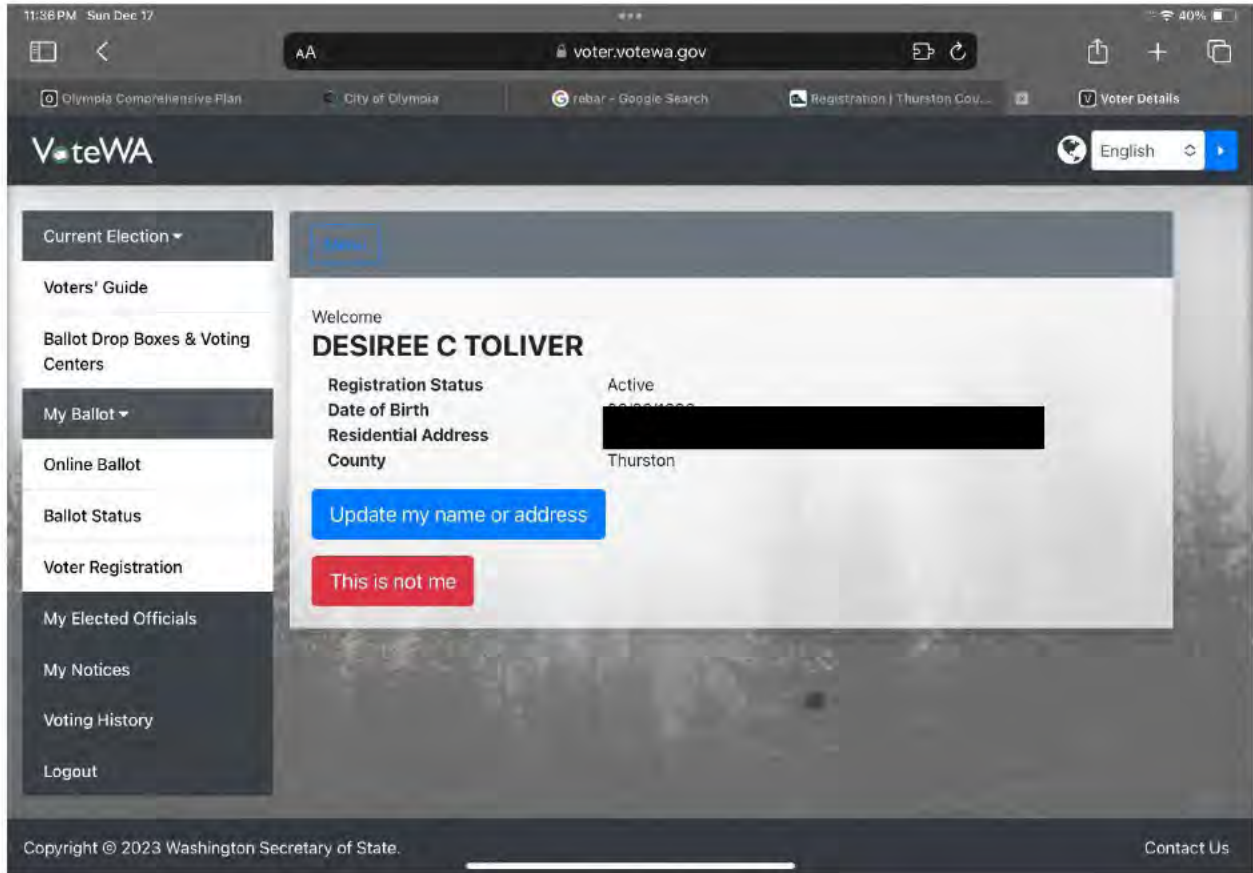 11:36 PM Sun Dec 17
40%
AA
voter.votewa.gov
Olympia Comprehensive Plan
City of Olympia
rebar - Google Search
Registration | Thurston Cou...
Voter Details
VoteWA
English
Current Election
Voters' Guide
Ballot Drop Boxes & Voting
Centers
My Ballot
Online Ballot
Ballot Status
Voter Registration
My Elected Officials
My Notices
Voting History
Logout
Welcome
DESIREE C TOLIVER
Registration Status Active
Date of Birth
Residential Address
County Thurston
Update my name or address
This is not me
Copyright © 2023 Washington Secretary of State.
Contact Us